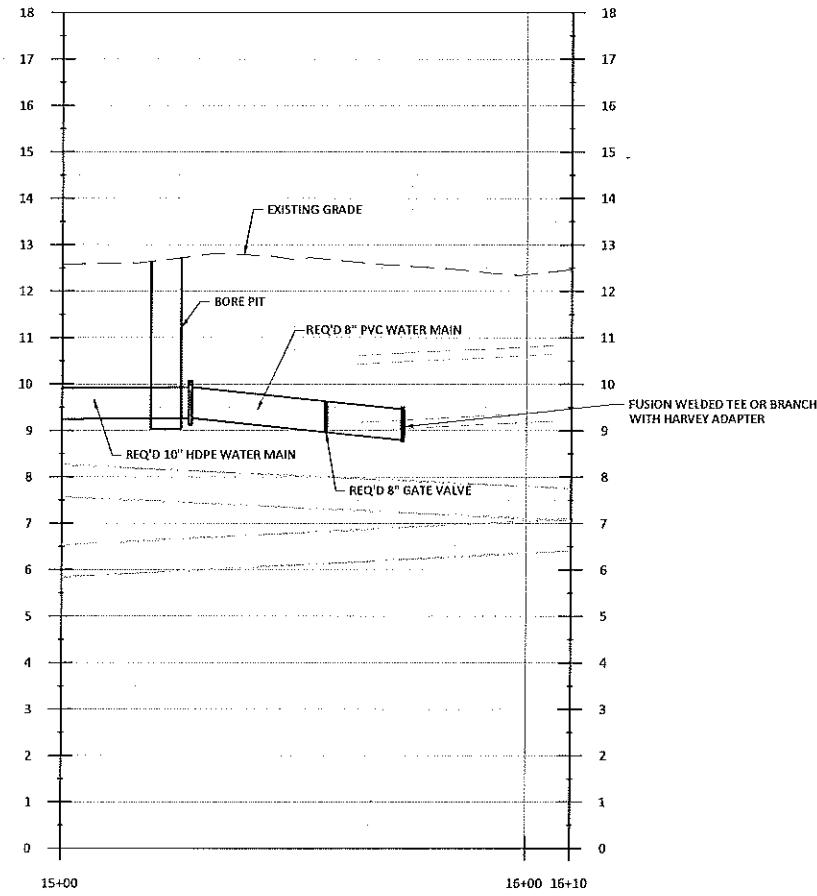 18 18
17 17
16 16
15 15
14 14
EXISTING GRADE
13 13
12 12
BORE PIT
11 11
REQ'D 8" PVC WATER MAIN
10 10
FUSION WELDED TEE OR BRANCH
WITH HARVEY ADAPTER
9 9
REQ'D 10" HDPE WATER MAIN
8 8
REQ'D 8" GATE VALVE
7 7
6 6
5 5
4 4
3 3
2 2
1 1
0 0
15+00 16+00 16+10